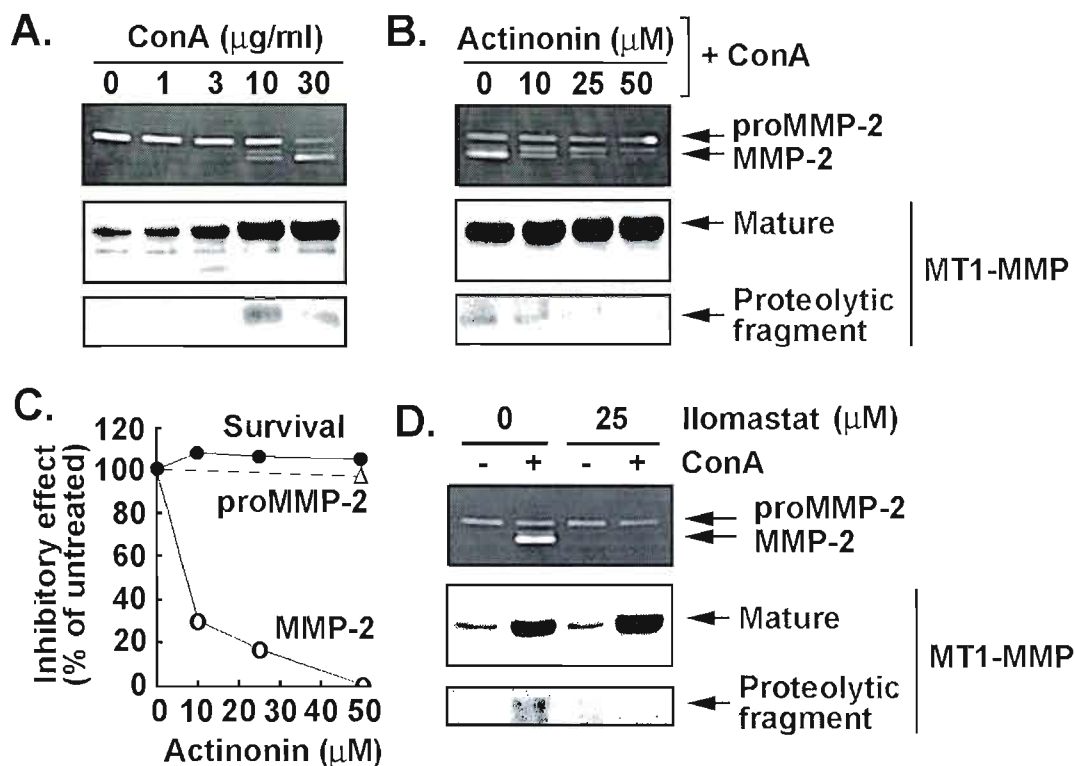 A.
ConA (μg/ml)
0 1 3 10 30
B.
Actinonin (μM)
0 10 25 50
+ ConA
proMMP-2
MMP-2
Mature
Proteolytic
fragment
MT1-MMP
C.
Inhibitory effect
(% of untreated)
120
100
80
60
40
20
0
Survival
proMMP-2
MMP-2
0 10 20 30 40 50
Actinonin (μM)
D.
0 25 Ilomastat (μM)
- + - + ConA
proMMP-2
MMP-2
Mature
Proteolytic
fragment
MT1-MMP